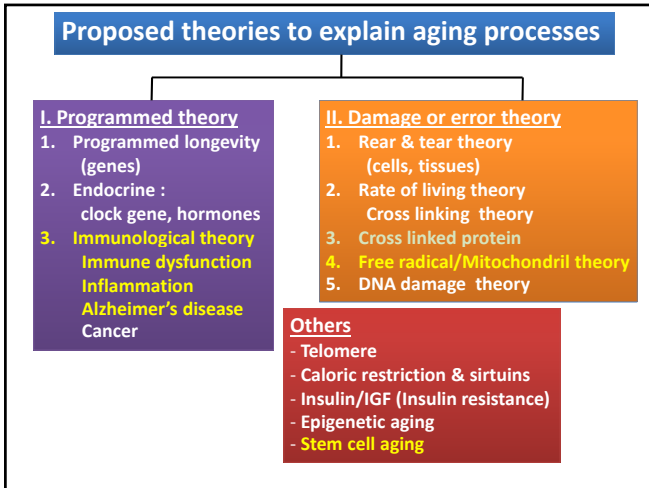 Proposed theories to explain aging processes
I. Programmed theory
1. Programmed longevity
(genes)
2. Endocrine :
clock gene, hormones
3. Immunological theory
Immune dysfunction
Inflammation
Alzheimer's disease
Cancer
II. Damage or error theory
1. Rear & tear theory
(cells, tissues)
2. Rate of living theory
Cross linking theory
3. Cross linked protein
4. Free radical/Mitochondril theory
5. DNA damage theory
Others
- Telomere
- Caloric restriction & sirtuins
- Insulin/IGF (Insulin resistance)
- Epigenetic aging
- Stem cell aging